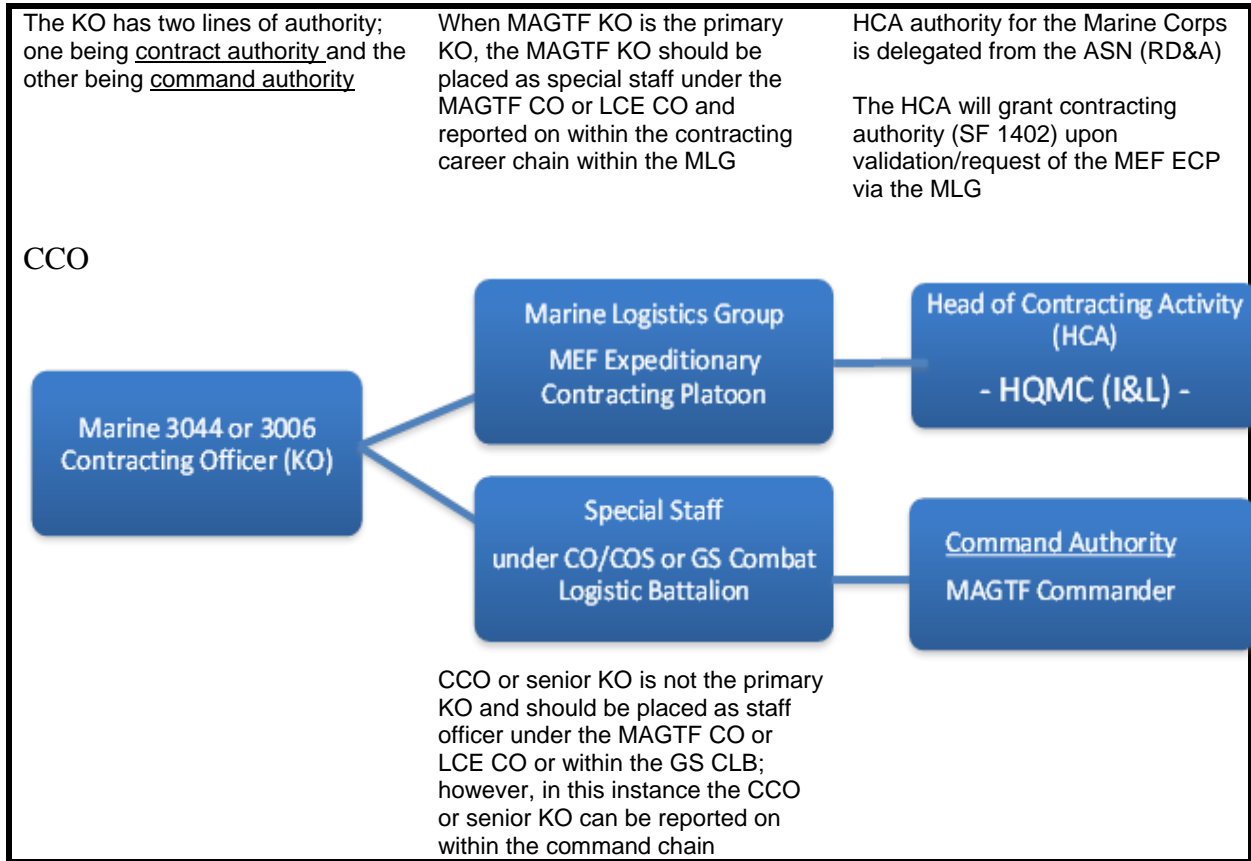 The KO has two lines of authority;
one being contract authority and the
other being command authority
When MAGTF KO is the primary
KO, the MAGTF KO should be
placed as special staff under the
MAGTF CO or LCE CO and
reported on within the contracting
career chain within the MLG
HCA authority for the Marine Corps
is delegated from the ASN (RD&A)
The HCA will grant contracting
authority (SF 1402) upon
validation/request of the MEF ECP
via the MLG
CCO
Marine 3044 or 3006
Contracting Officer (KO)
Marine Logistics Group
MEF Expeditionary
Contracting Platoon
Head of Contracting Activity
(HCA)
- HQMC (I&L) -
Special Staff
under CO/COS or GS Combat
Logistic Battalion
Command Authority
MAGTF Commander
CCO or senior KO is not the primary
KO and should be placed as staff
officer under the MAGTF CO or
LCE CO or within the GS CLB;
however, in this instance the CCO
or senior KO can be reported on
within the command chain